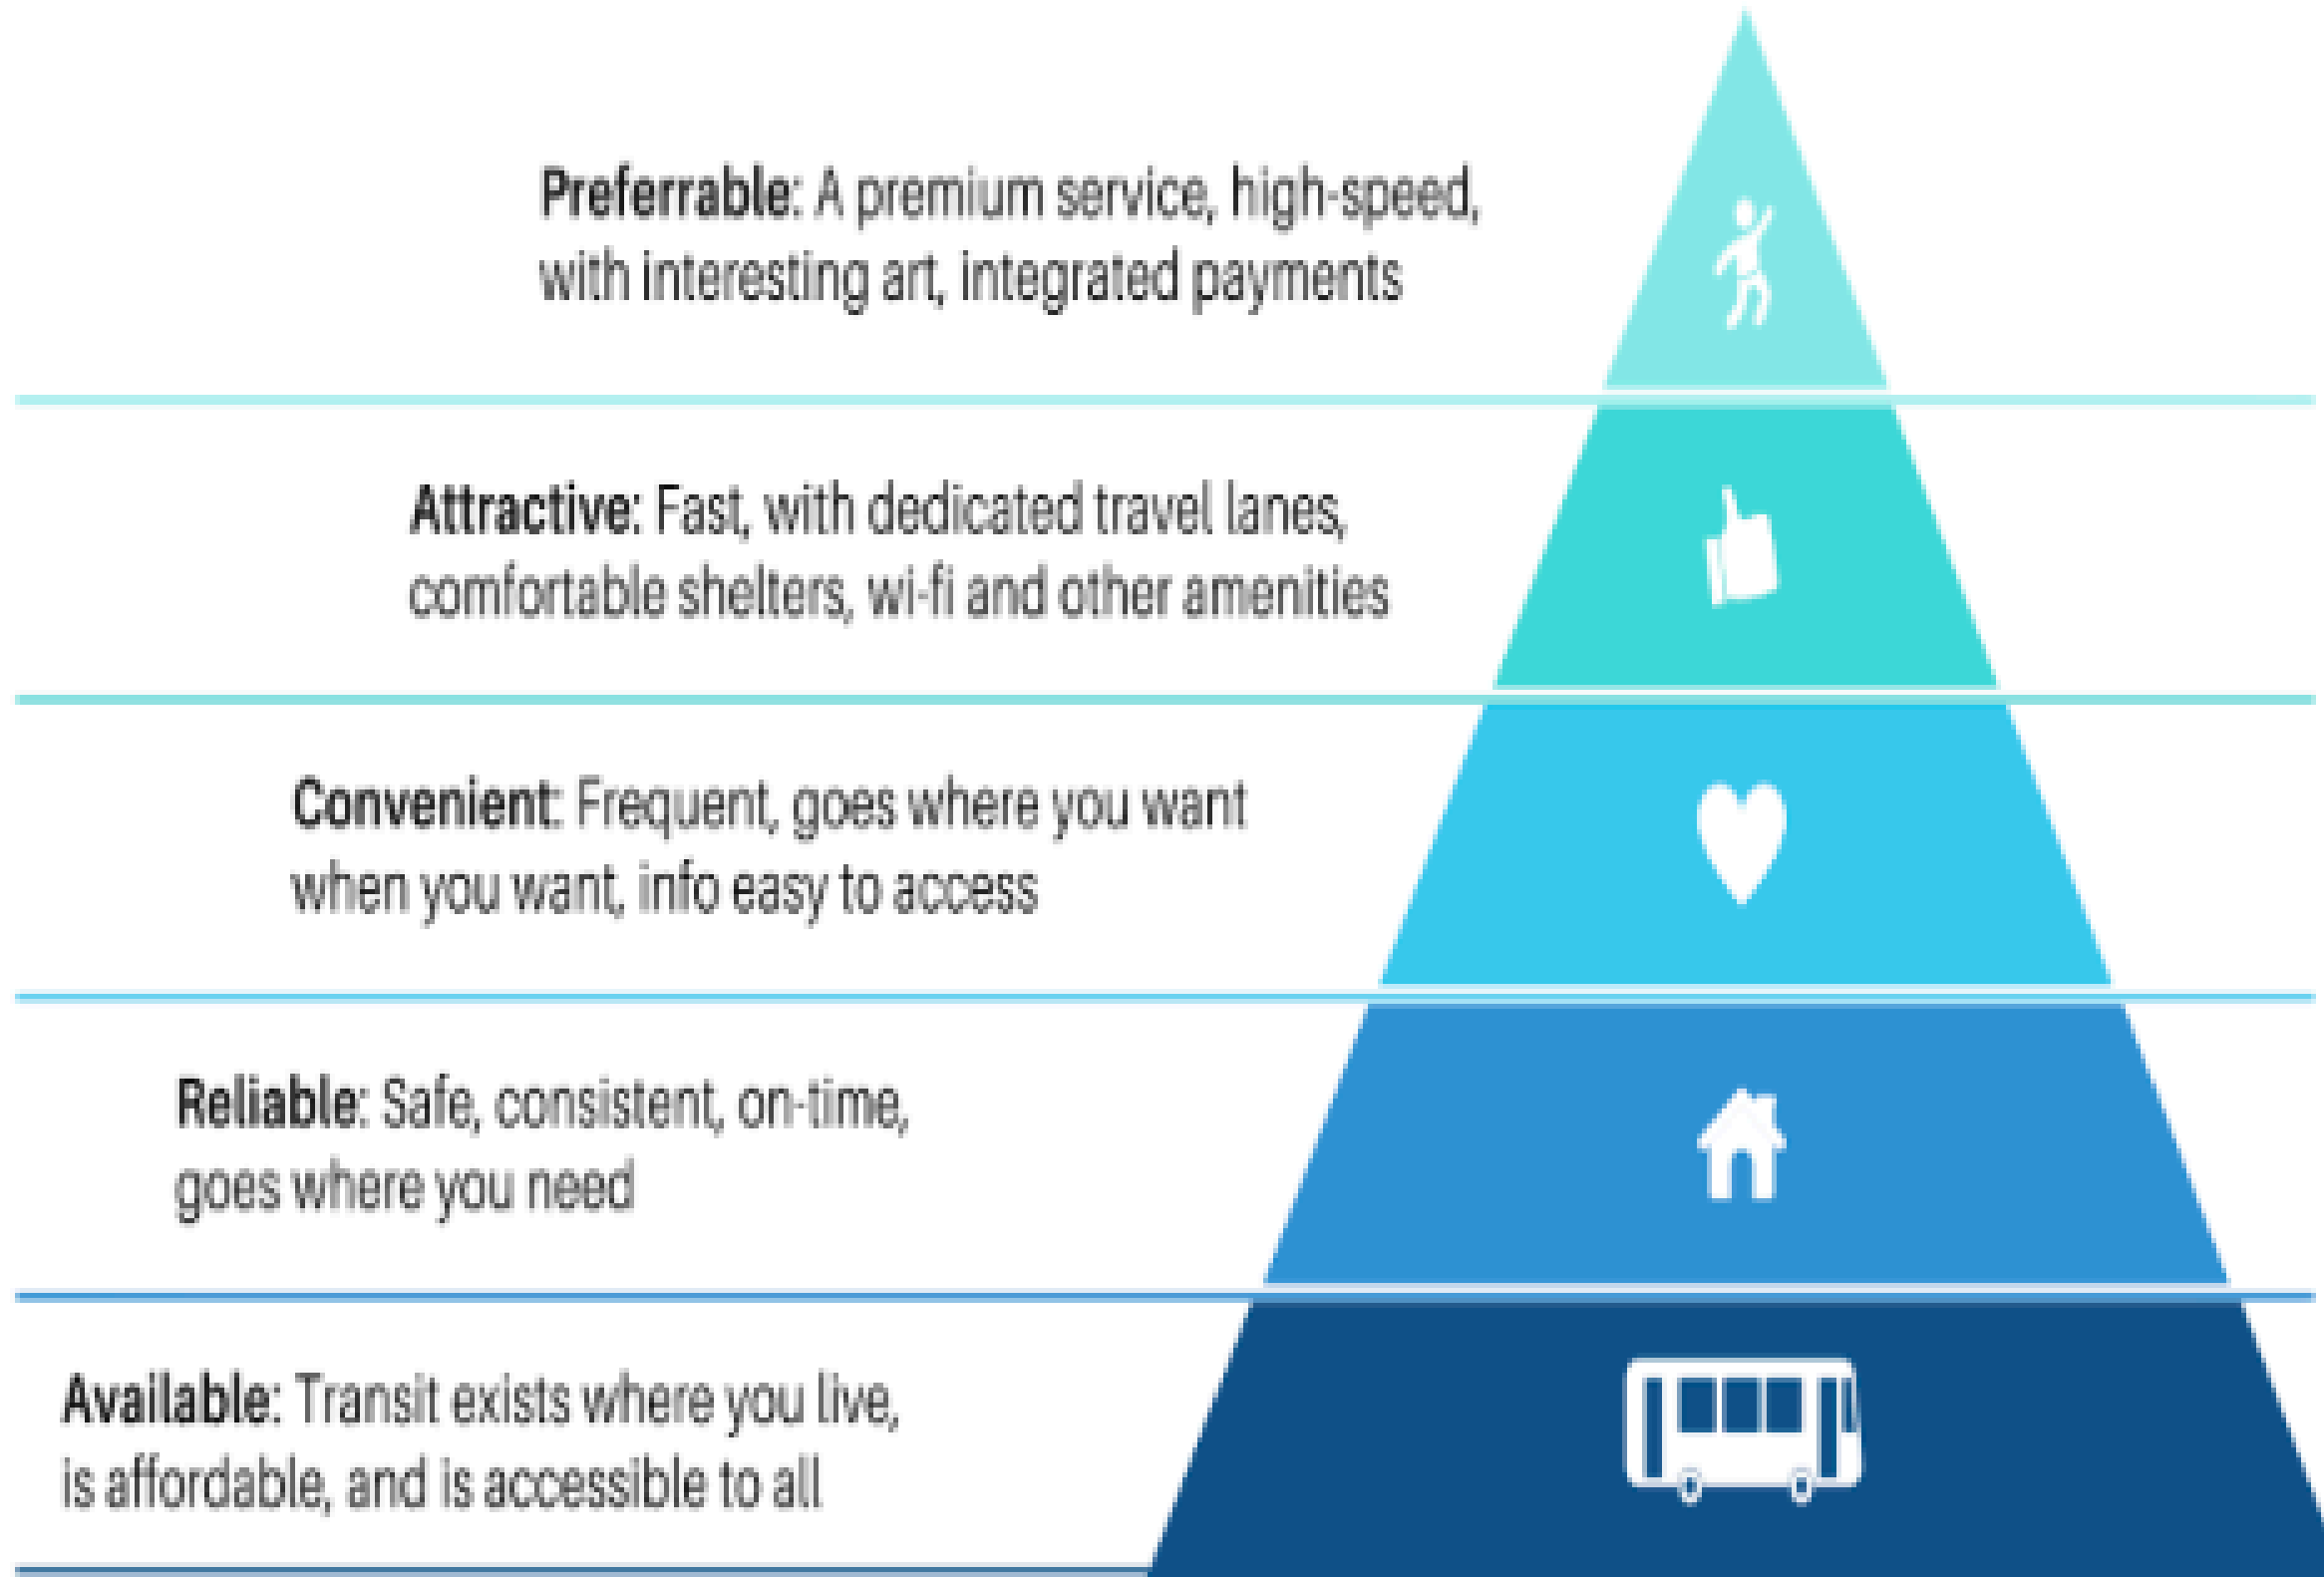 Preferrable: A premium service, high-speed,
with interesting art, integrated payments
Attractive: Fast, with dedicated travel lanes,
comfortable shelters, wi-fi and other amenities
Convenient: Frequent, goes where you want
when you want, info easy to access
Reliable: Safe, consistent, on-time,
goes where you need
Available: Transit exists where you live,
is affordable, and is accessible to all